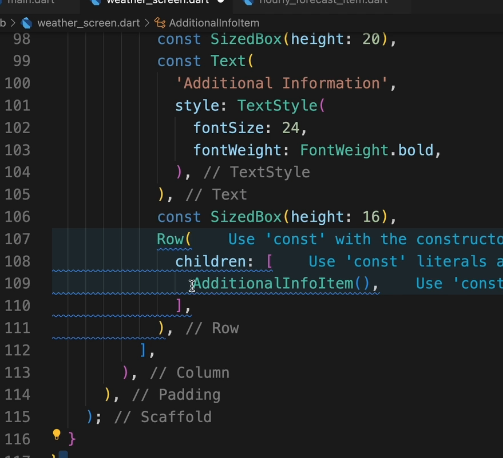 main.dart weather_screen.dart hourly_forecast_item.dart
b > weather_screen.dart > AdditionalInfoItem
98 const SizedBox(height: 20),
99 const Text(
100 'Additional Information',
101 style: TextStyle(
102 fontSize: 24,
103 fontWeight: FontWeight.bold,
104 ), // TextStyle
105 ), // Text
106 const SizedBox(height: 16),
107 Row( Use 'const' with the constructo
108 children: [ Use 'const' literals a
109 AdditionalInfoItem(), Use 'const
110 ],
111 ), // Row
112 ],
113 ), // Column
114 ), // Padding
115 ); // Scaffold
116 }
117 }